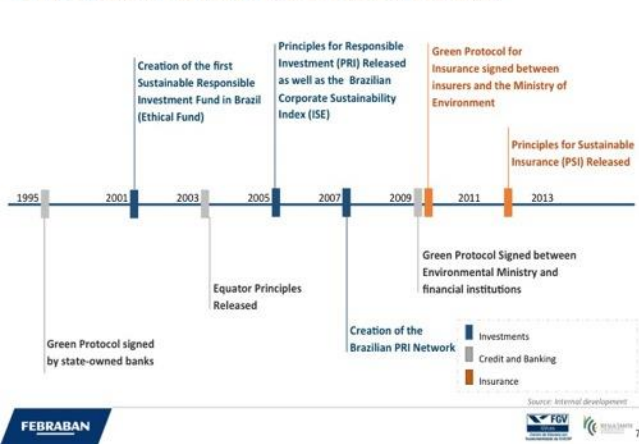 Creation of the first
Sustainable Responsible
Investment Fund in Brazil
(Ethical Fund)
Principles for Responsible
Investment (PRI) Released
as well as the Brazilian
Corporate Sustainability
Index (ISE)
Green Protocol for
Insurance signed between
insurers and the Ministry of
Environment
Principles for Sustainable
Insurance (PSI) Released
1995 2001 2003 2005 2007 2009 2011 2013
Green Protocol signed
by state-owned banks
Equator Principles
Released
Creation of the
Brazilian PRI Network
Green Protocol Signed between
Environmental Ministry and
financial institutions
Investments
Credit and Banking
Insurance
Source: Internal development
FEBRABAN
FGV
RESULTANTE
7